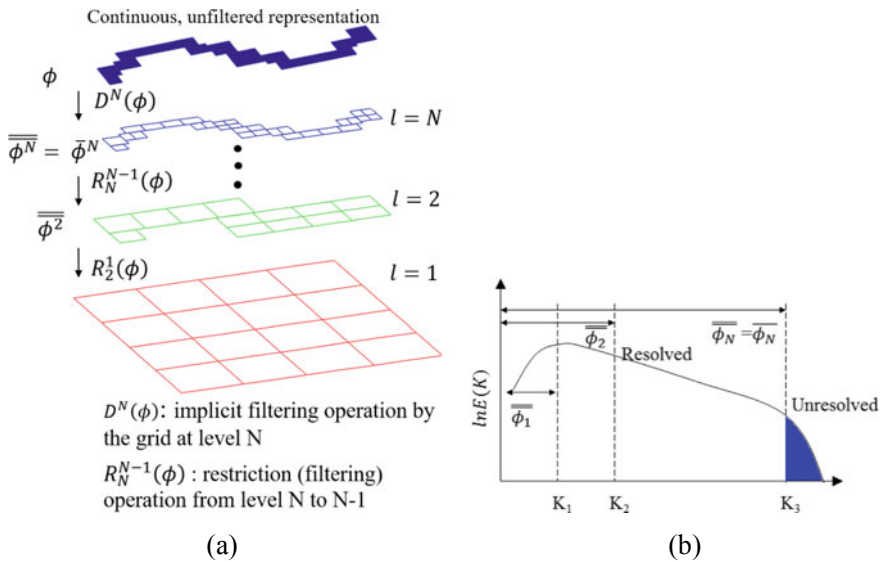 Continuous, unfiltered representation
ϕ
D^N(ϕ)
l = N
\overline{\overline{ϕ^N}} = \bar{ϕ}^N
R_N^{N-1}(ϕ)
l = 2
\overline{\overline{ϕ^2}}
R_2^1(ϕ)
l = 1
D^N(ϕ): implicit filtering operation by
the grid at level N
R_N^{N-1}(ϕ) : restriction (filtering)
operation from level N to N-1
(a)
\overline{\overline{ϕ_N}} = \overline{ϕ_N}
\overline{\overline{ϕ_2}}
Resolved
lnE(K)
\overline{\overline{ϕ_1}}
Unresolved
K_1 K_2 K_3
(b)